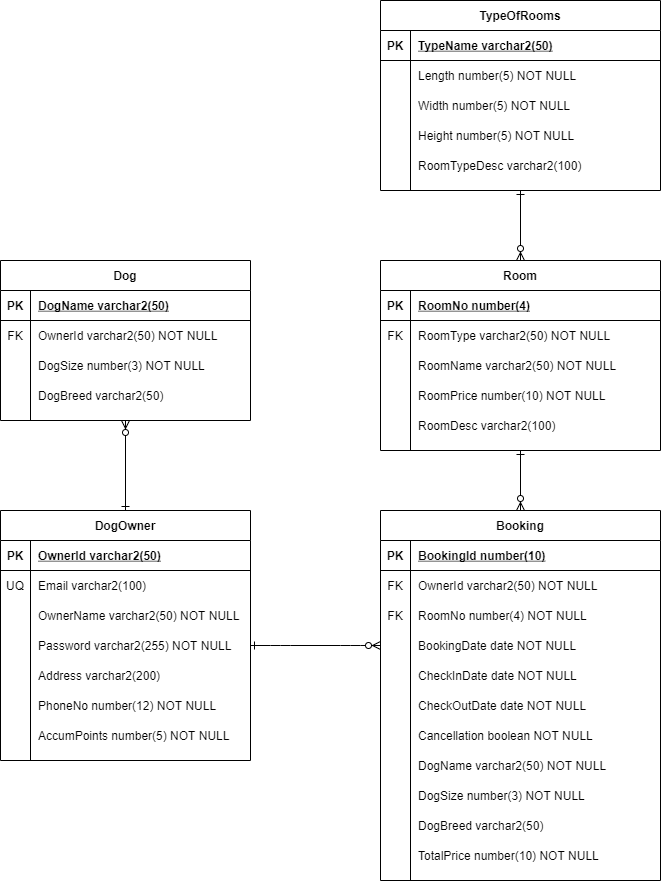 TypeOfRooms
PK TypeName varchar2(50)
Length number(5) NOT NULL
Width number(5) NOT NULL
Height number(5) NOT NULL
RoomTypeDesc varchar2(100)
Dog
PK DogName varchar2(50)
FK OwnerId varchar2(50) NOT NULL
DogSize number(3) NOT NULL
DogBreed varchar2(50)
Room
PK RoomNo number(4)
FK RoomType varchar2(50) NOT NULL
RoomName varchar2(50) NOT NULL
RoomPrice number(10) NOT NULL
RoomDesc varchar2(100)
DogOwner
PK OwnerId varchar2(50)
UQ Email varchar2(100)
OwnerName varchar2(50) NOT NULL
Password varchar2(255) NOT NULL
Address varchar2(200)
PhoneNo number(12) NOT NULL
AccumPoints number(5) NOT NULL
Booking
PK BookingId number(10)
FK OwnerId varchar2(50) NOT NULL
FK RoomNo number(4) NOT NULL
BookingDate date NOT NULL
CheckInDate date NOT NULL
CheckOutDate date NOT NULL
Cancellation boolean NOT NULL
DogName varchar2(50) NOT NULL
DogSize number(3) NOT NULL
DogBreed varchar2(50)
TotalPrice number(10) NOT NULL